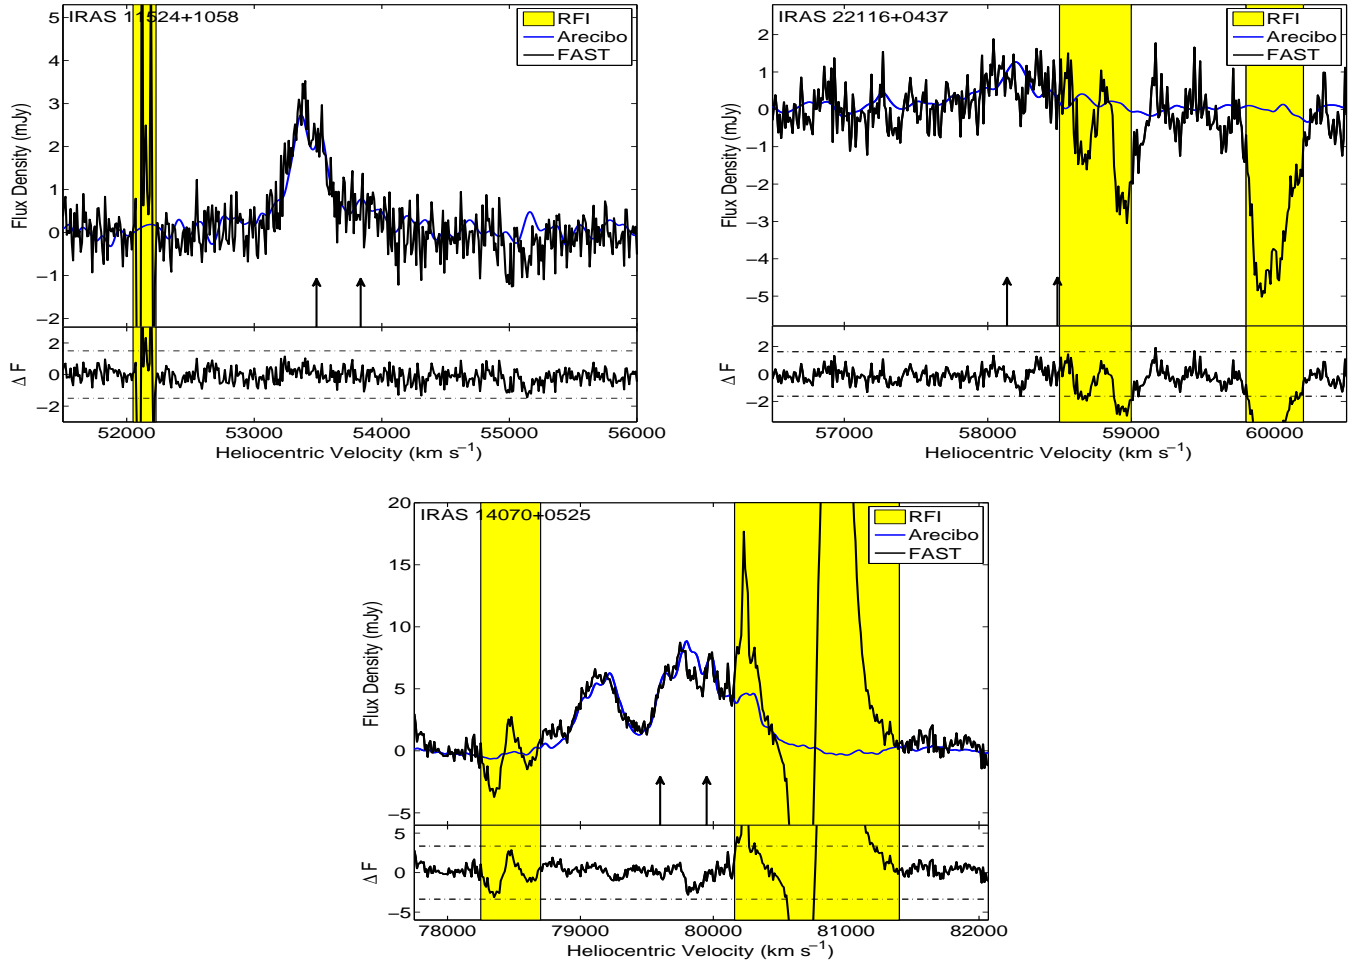 IRAS 11524+1058
RFI
Arecibo
FAST
5
4
3
2
1
0
−1
−2
Flux Density (mJy)
2
0
−2
Δ F
52000 53000 54000 55000 56000
Heliocentric Velocity (km s⁻¹)
IRAS 22116+0437
RFI
Arecibo
FAST
2
1
0
−1
−2
−3
−4
−5
Flux Density (mJy)
2
0
−2
Δ F
57000 58000 59000 60000
Heliocentric Velocity (km s⁻¹)
IRAS 14070+0525
RFI
Arecibo
FAST
20
15
10
5
0
−5
Flux Density (mJy)
5
0
−5
Δ F
78000 79000 80000 81000 82000
Heliocentric Velocity (km s⁻¹)